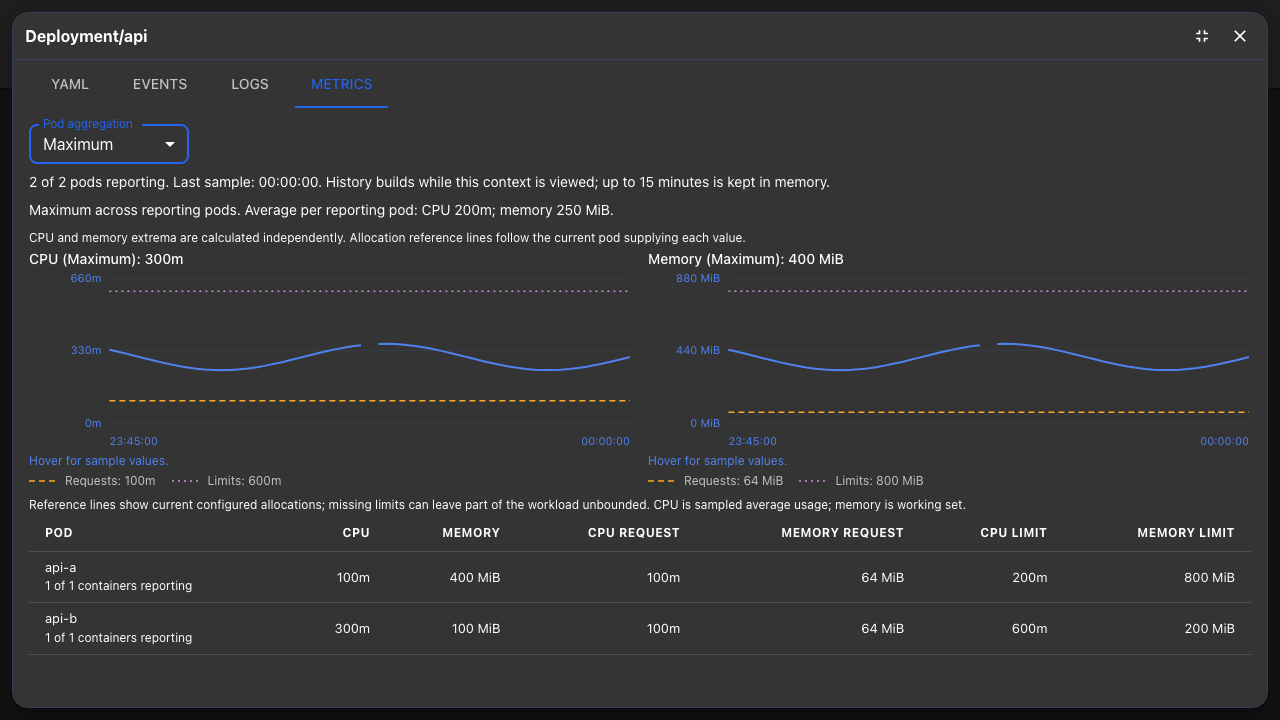 Deployment/api
YAML EVENTS LOGS METRICS
Pod aggregation
Maximum
2 of 2 pods reporting. Last sample: 00:00:00. History builds while this context is viewed; up to 15 minutes is kept in memory.
Maximum across reporting pods. Average per reporting pod: CPU 200m; memory 250 MiB.
CPU and memory extrema are calculated independently. Allocation reference lines follow the current pod supplying each value.
CPU (Maximum): 300m
660m
330m
0m
23:45:00 00:00:00
Hover for sample values.
Requests: 100m Limits: 600m
Memory (Maximum): 400 MiB
880 MiB
440 MiB
0 MiB
23:45:00 00:00:00
Hover for sample values.
Requests: 64 MiB Limits: 800 MiB
Reference lines show current configured allocations; missing limits can leave part of the workload unbounded. CPU is sampled average usage; memory is working set.
POD CPU MEMORY CPU REQUEST MEMORY REQUEST CPU LIMIT MEMORY LIMIT
api-a
1 of 1 containers reporting
100m 400 MiB 100m 64 MiB 200m 800 MiB
api-b
1 of 1 containers reporting
300m 100 MiB 100m 64 MiB 600m 200 MiB